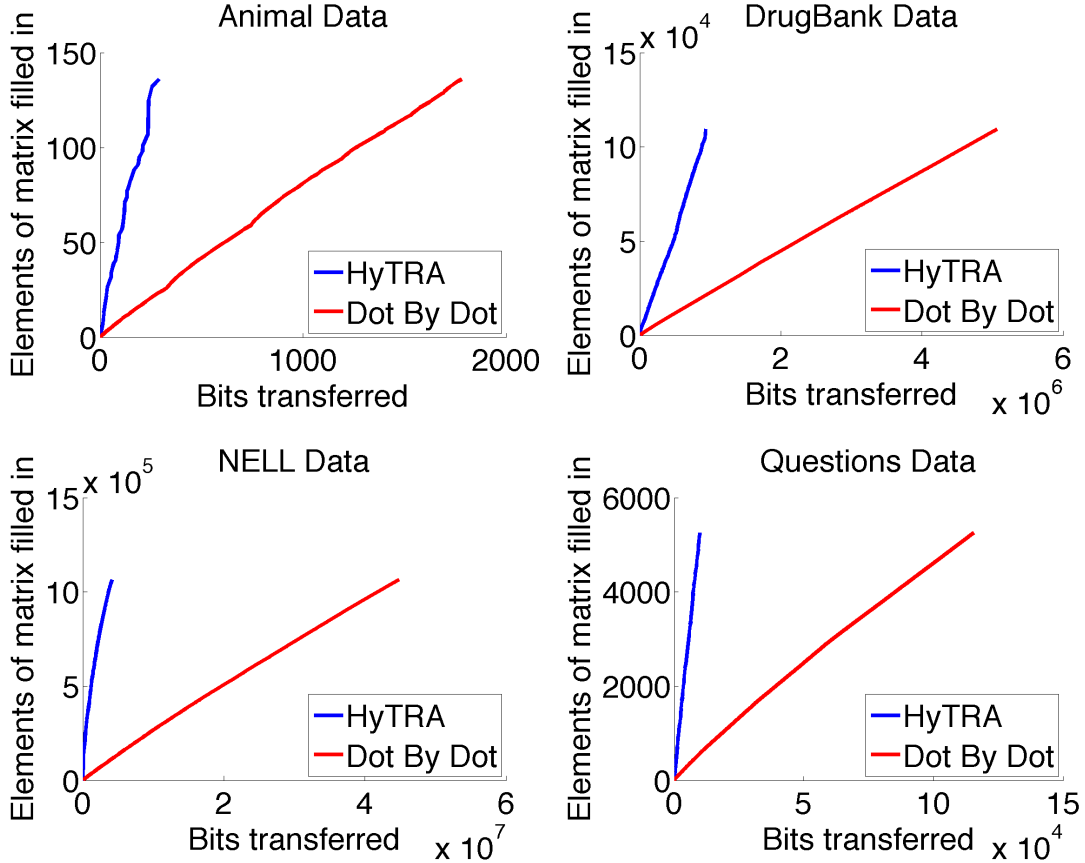 Animal Data
Elements of matrix filled in
150
100
50
0
0 1000 2000
Bits transferred
HyTRA
Dot By Dot
DrugBank Data
x 10^4
Elements of matrix filled in
15
10
5
0
0 2 4 6
Bits transferred
x 10^6
HyTRA
Dot By Dot
NELL Data
x 10^5
Elements of matrix filled in
15
10
5
0
0 2 4 6
Bits transferred
x 10^7
HyTRA
Dot By Dot
Questions Data
Elements of matrix filled in
6000
4000
2000
0
0 5 10 15
Bits transferred
x 10^4
HyTRA
Dot By Dot